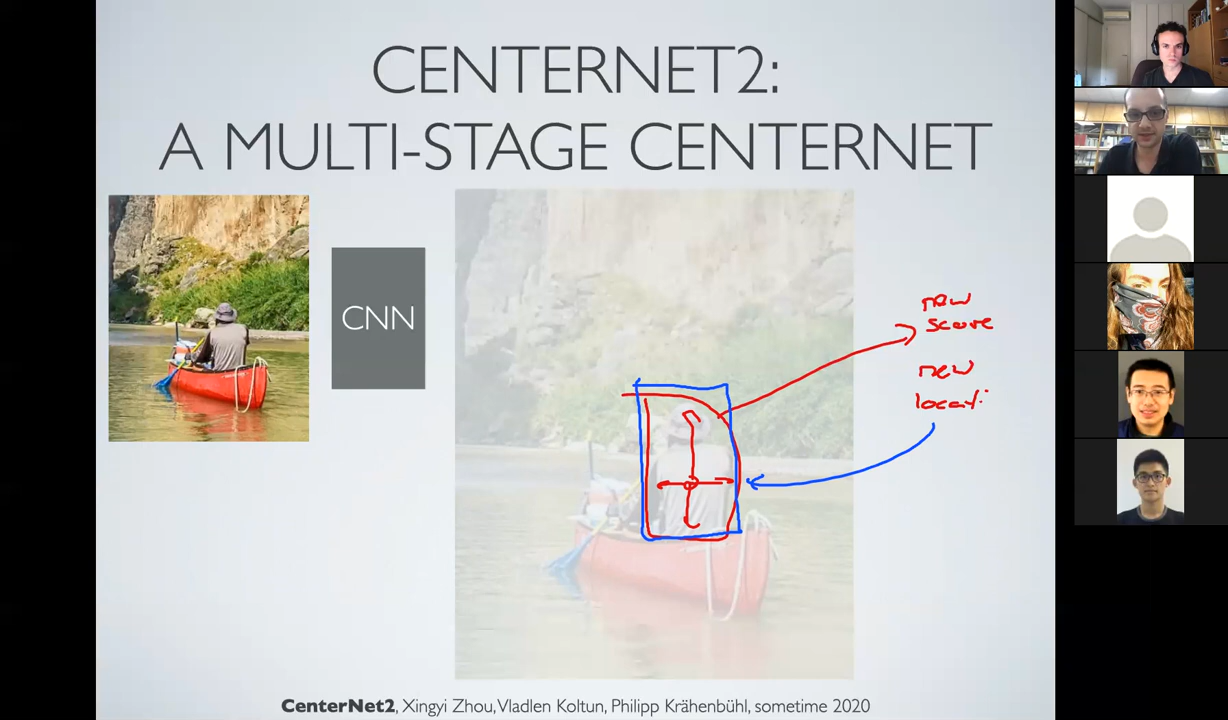 CENTERNET2:
A MULTI-STAGE CENTERNET
CNN
new
score
new
locati
CenterNet2, Xingyi Zhou, Vladlen Koltun, Philipp Krähenbühl, sometime 2020